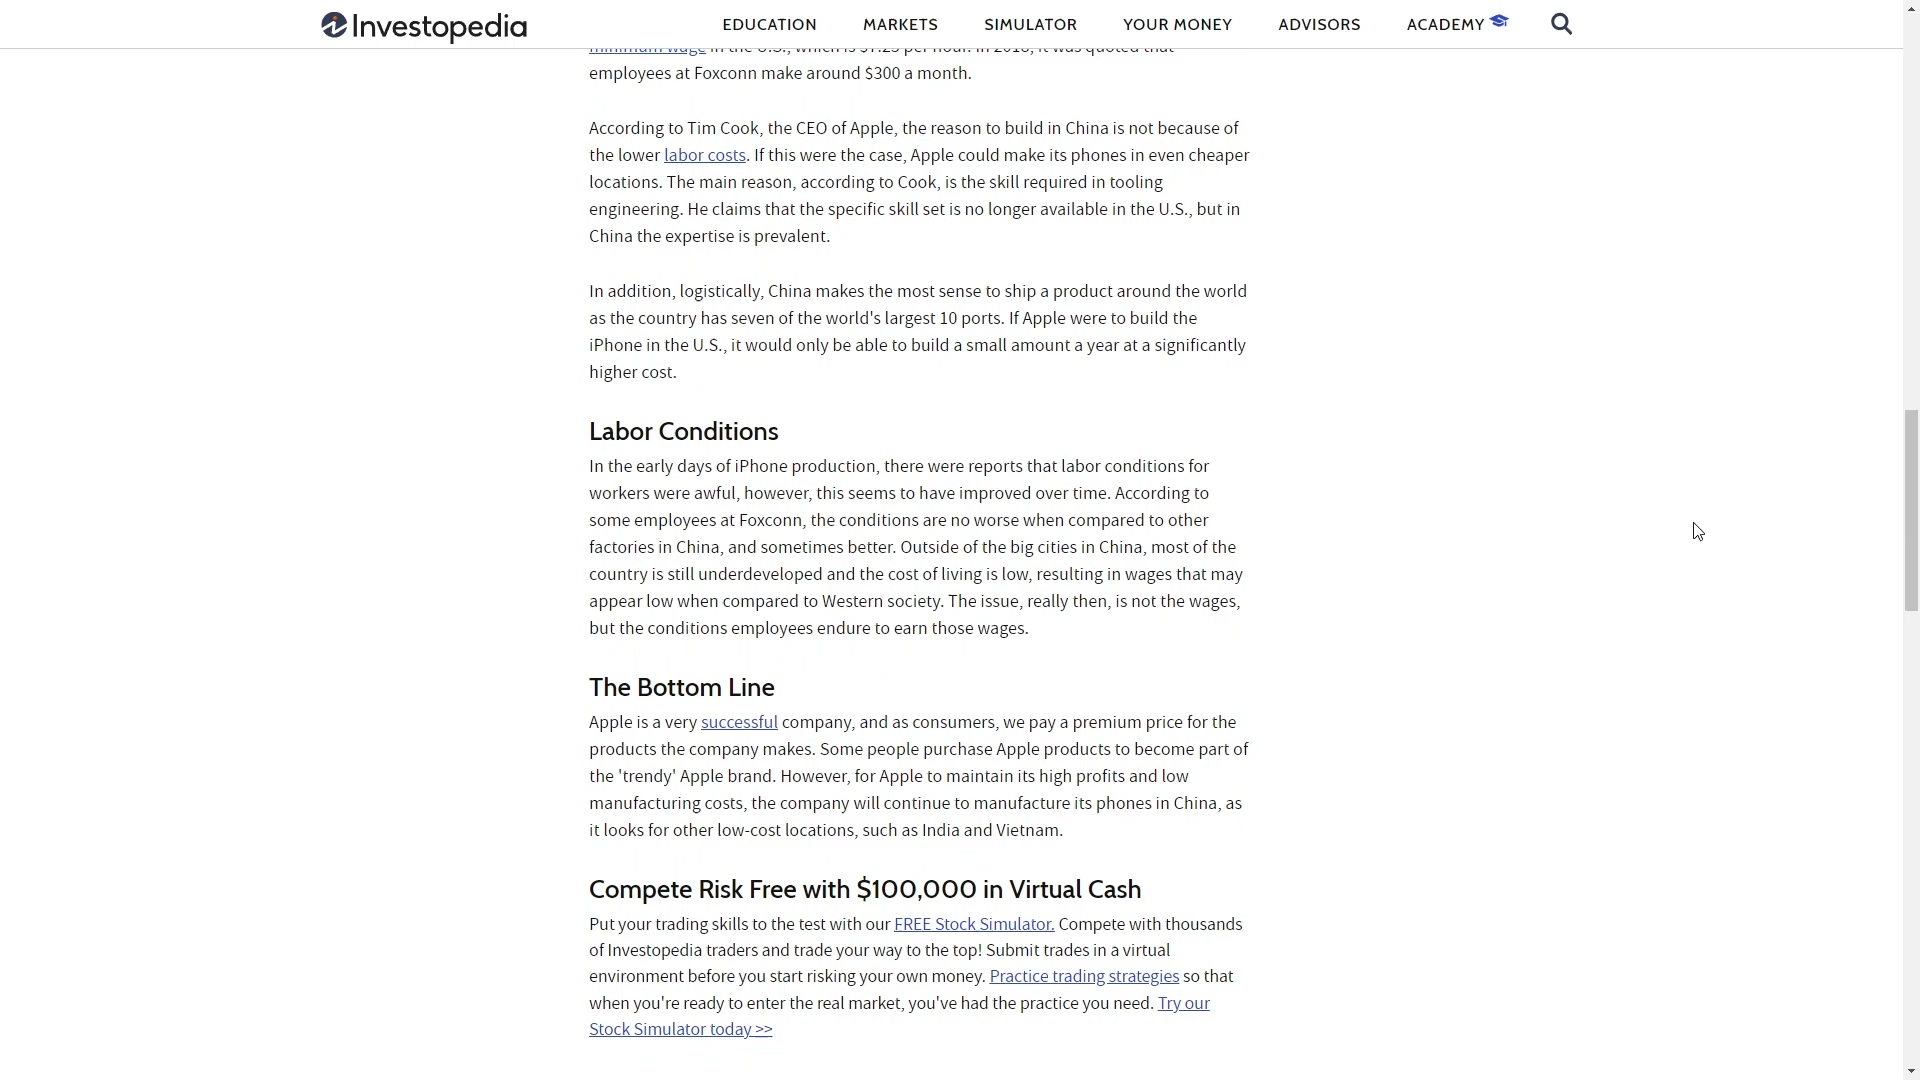 Investopedia
EDUCATION MARKETS SIMULATOR YOUR MONEY ADVISORS ACADEMY
minimum wage in the U.S., which is $7.25 per hour. In 2018, it was quoted that
employees at Foxconn make around $300 a month.
According to Tim Cook, the CEO of Apple, the reason to build in China is not because of
the lower labor costs. If this were the case, Apple could make its phones in even cheaper
locations. The main reason, according to Cook, is the skill required in tooling
engineering. He claims that the specific skill set is no longer available in the U.S., but in
China the expertise is prevalent.
In addition, logistically, China makes the most sense to ship a product around the world
as the country has seven of the world's largest 10 ports. If Apple were to build the
iPhone in the U.S., it would only be able to build a small amount a year at a significantly
higher cost.
Labor Conditions
In the early days of iPhone production, there were reports that labor conditions for
workers were awful, however, this seems to have improved over time. According to
some employees at Foxconn, the conditions are no worse when compared to other
factories in China, and sometimes better. Outside of the big cities in China, most of the
country is still underdeveloped and the cost of living is low, resulting in wages that may
appear low when compared to Western society. The issue, really then, is not the wages,
but the conditions employees endure to earn those wages.
The Bottom Line
Apple is a very successful company, and as consumers, we pay a premium price for the
products the company makes. Some people purchase Apple products to become part of
the 'trendy' Apple brand. However, for Apple to maintain its high profits and low
manufacturing costs, the company will continue to manufacture its phones in China, as
it looks for other low-cost locations, such as India and Vietnam.
Compete Risk Free with $100,000 in Virtual Cash
Put your trading skills to the test with our FREE Stock Simulator. Compete with thousands
of Investopedia traders and trade your way to the top! Submit trades in a virtual
environment before you start risking your own money. Practice trading strategies so that
when you're ready to enter the real market, you've had the practice you need. Try our
Stock Simulator today >>